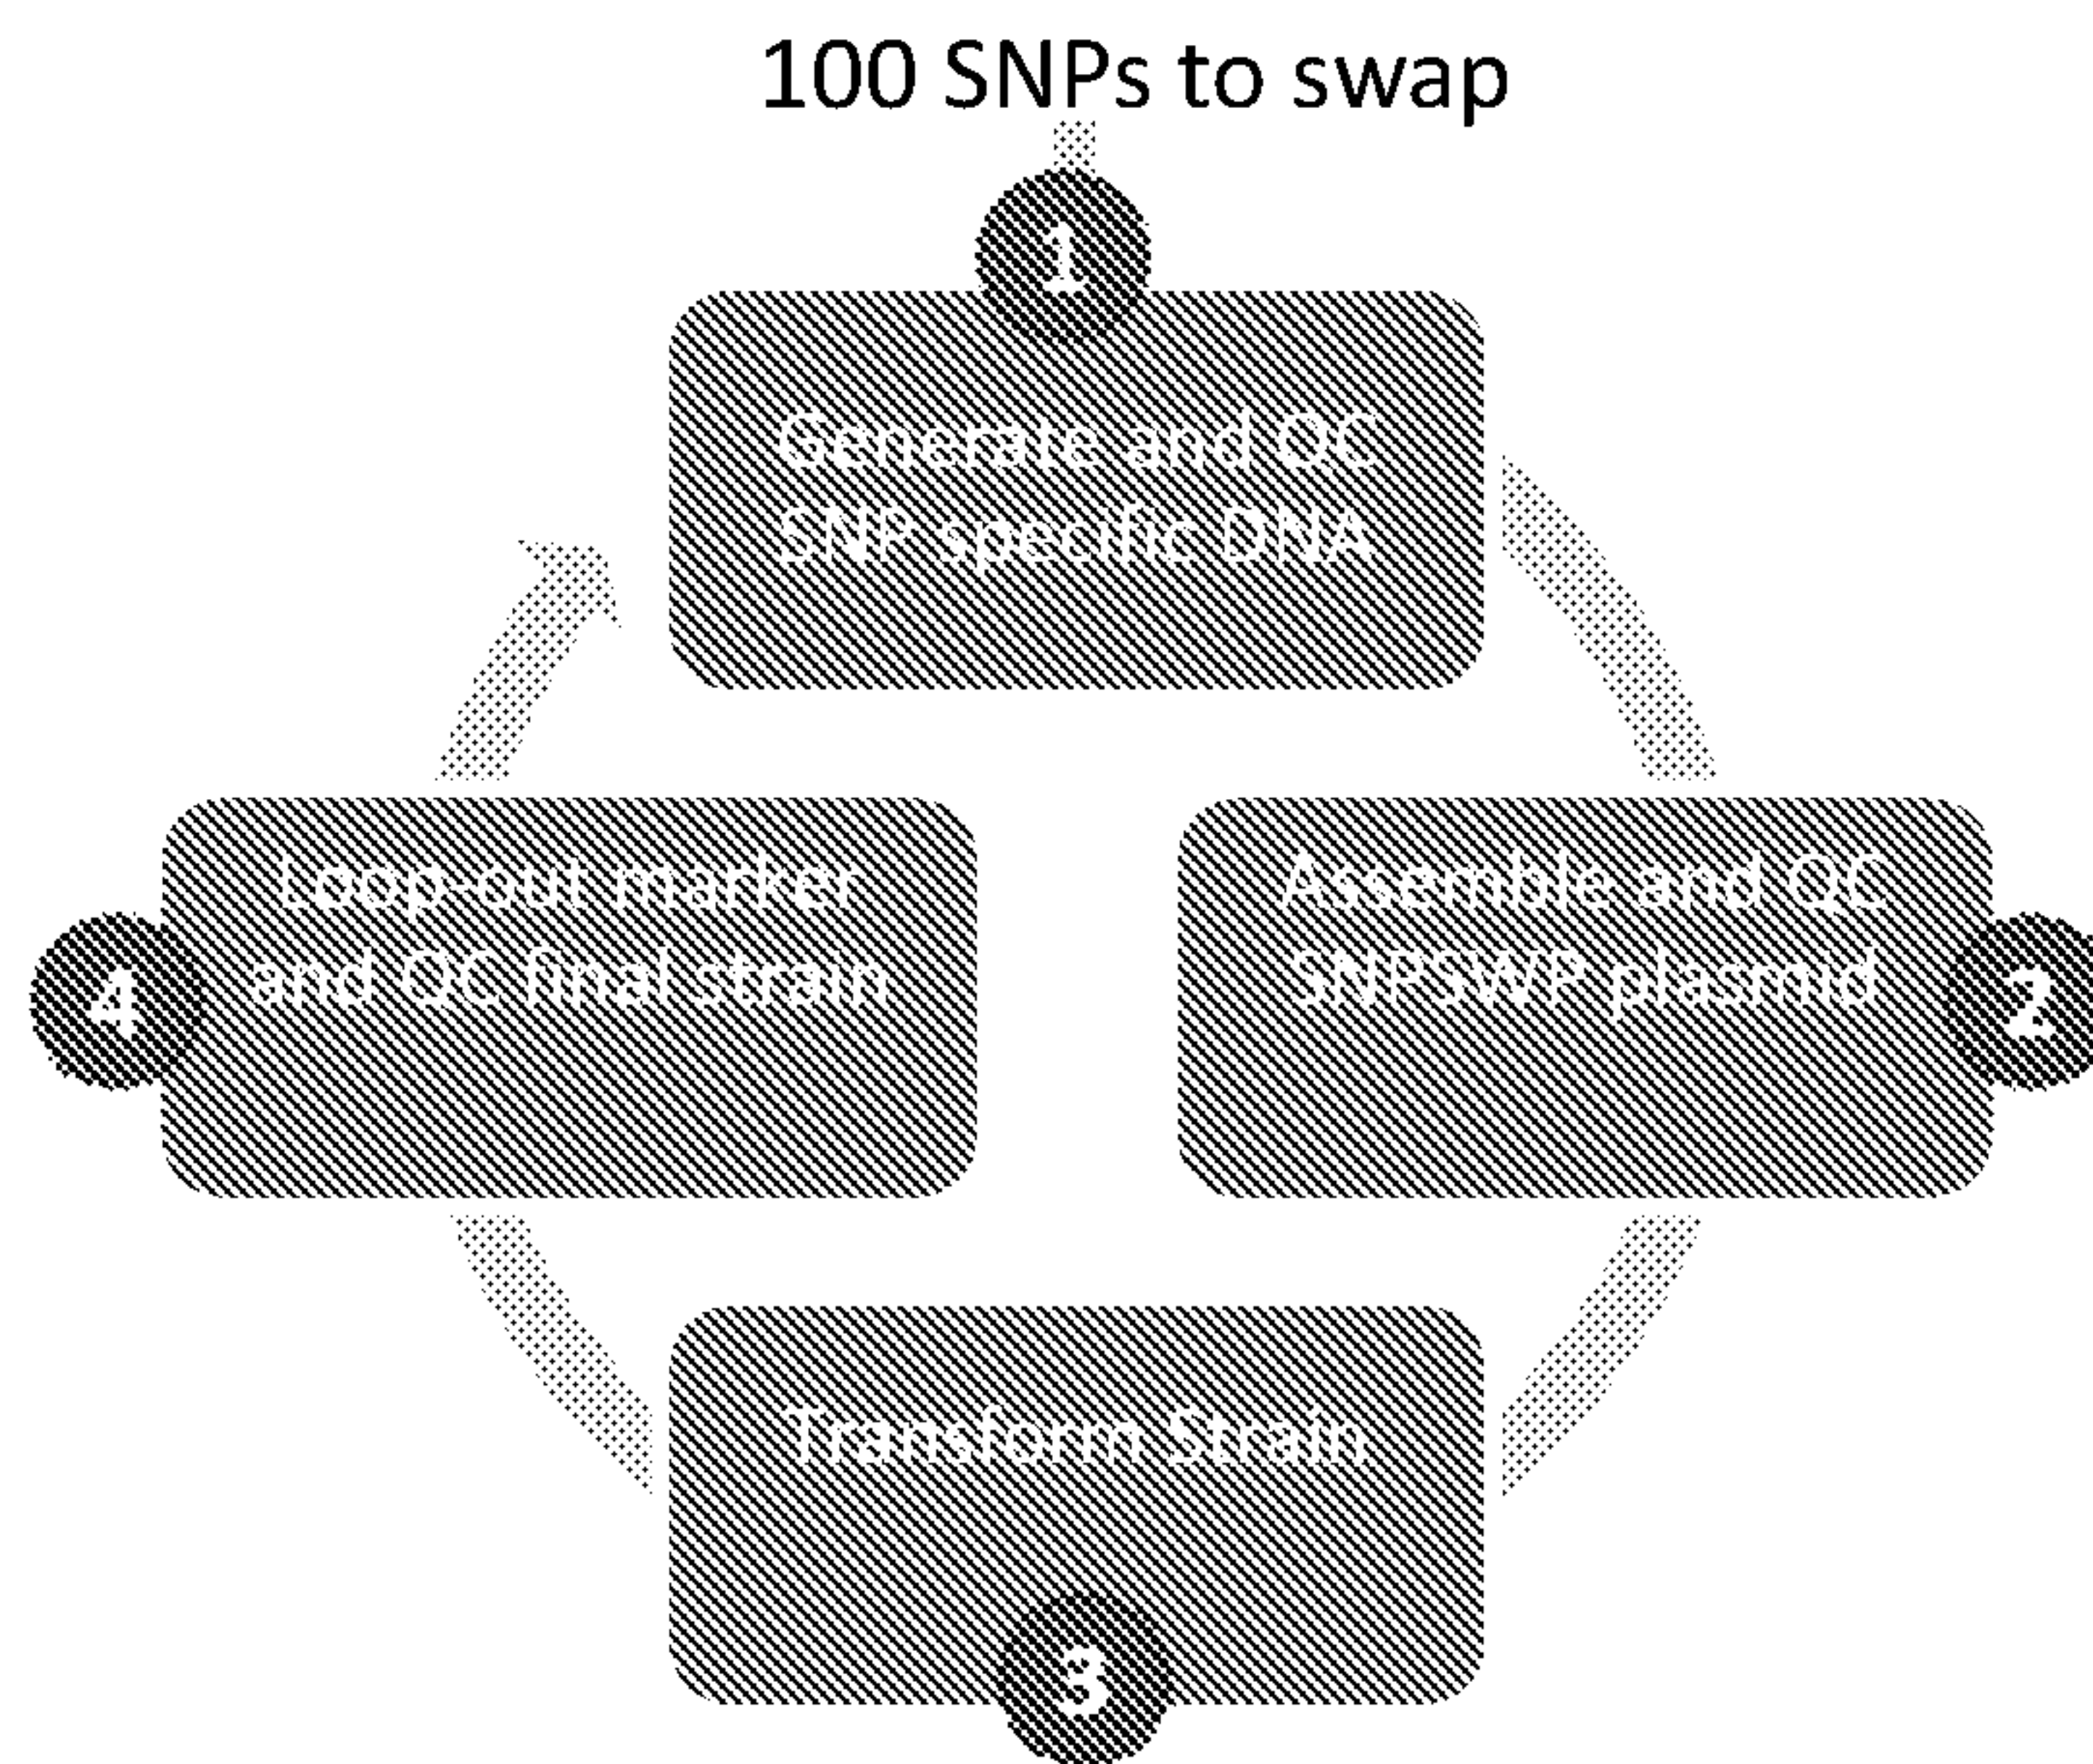 100 SNPs to swap
1
Generate and QC
SNP specific DNA
Assemble and QC
SNPSWP plasmid
2
Transform Strain
3
Loop-out marker
and QC final strain
4